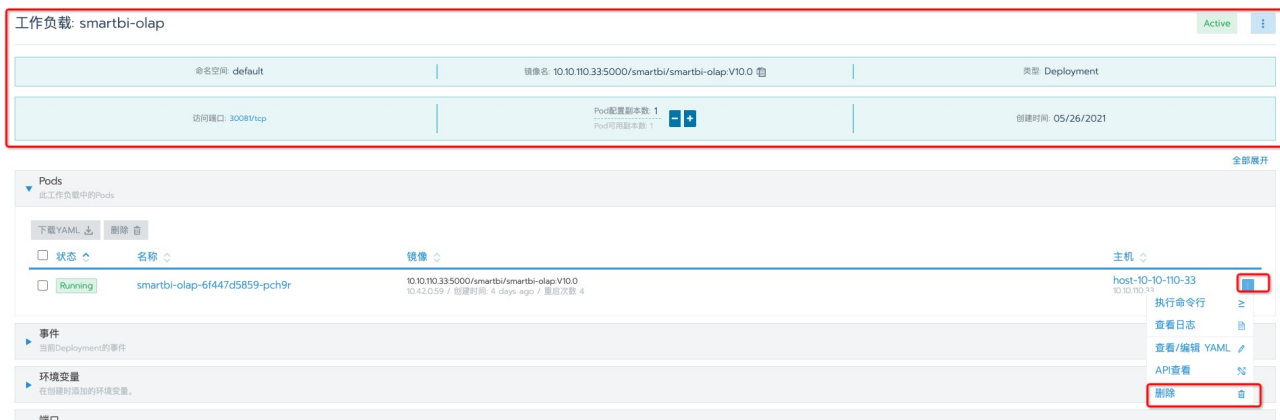 工作负载: smartbi-olap
Active
命名空间: default
镜像名: 10.10.110.33:5000/smartbi/smartbi-olap:V10.0
类型: Deployment
访问端口: 30081/tcp
Pod配置副本数: 1
Pod可用副本数: 1
创建时间: 05/26/2021
全部展开
Pods
此工作负载中的Pods
下载YAML
删除
状态
名称
镜像
主机
Running
smartbi-olap-6f447d5859-pch9r
10.10.110.33:5000/smartbi/smartbi-olap:V10.0
10.42.0.59 / 创建时间: 4 days ago / 重启次数: 4
host-10-10-110-33
10.10.110.33
执行命令行
查看日志
查看/编辑 YAML
API查看
删除
事件
当前Deployment的事件
环境变量
在创建时添加的环境变量。
端口